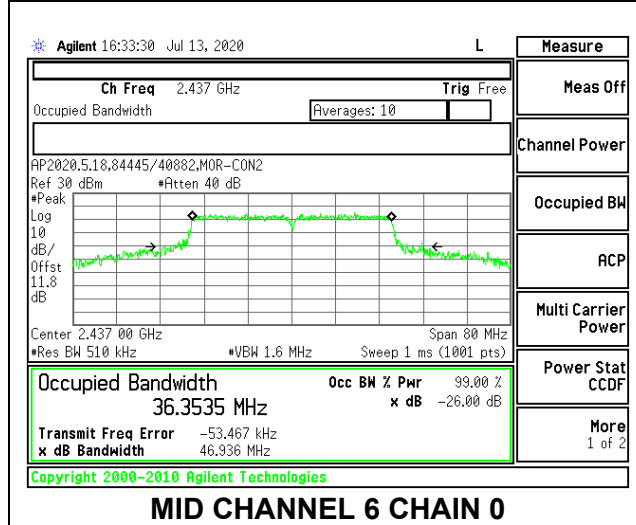 Agilent 16:33:30 Jul 13, 2020 L
Measure
Ch Freq 2.437 GHz Trig Free
Occupied Bandwidth Averages: 10
AP2020.5.18,84445/40882,MOR-CON2
Ref 30 dBm #Atten 40 dB
#Peak
Log
10
dB/
Offst
11.8
dB
Center 2.437 00 GHz Span 80 MHz
#Res BW 510 kHz #VBW 1.6 MHz Sweep 1 ms (1001 pts)
Occupied Bandwidth Occ BW % Pwr 99.00 %
36.3535 MHz x dB -26.00 dB
Transmit Freq Error -53.467 kHz
x dB Bandwidth 46.936 MHz
Copyright 2000-2010 Agilent Technologies
Meas Off
Channel Power
Occupied BW
ACP
Multi Carrier
Power
Power Stat
CCDF
More
1 of 2
MID CHANNEL 6 CHAIN 0